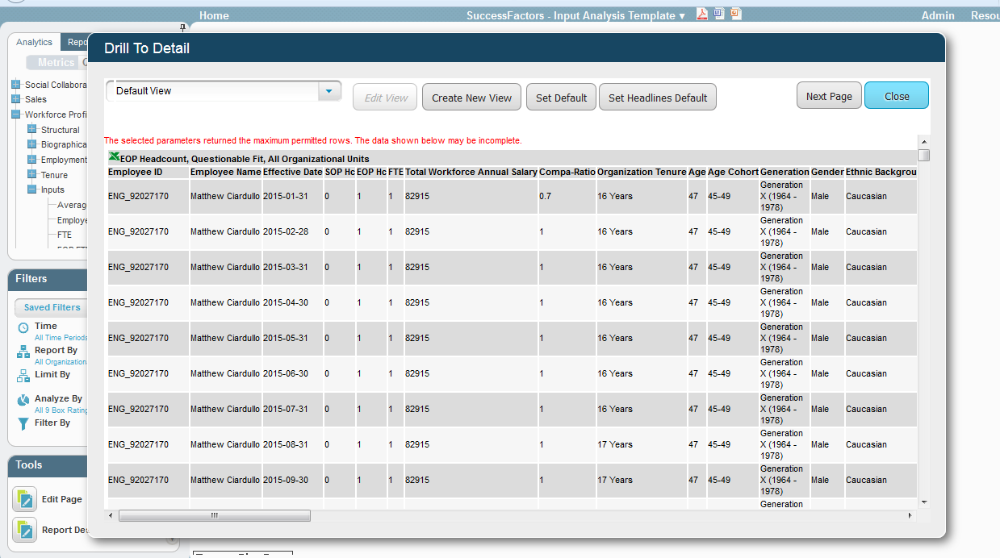 Home SuccessFactors - Input Analysis Template ▾ Admin Resou
Analytics Repo
Metrics
Social Collabora
Sales
Workforce Profi
Structural
Biographica
Employment
Tenure
Inputs
Averag
Employe
FTE
Filters
Saved Filters
Time
All Time Periods
Report By
All Organization
Limit By
Analyze By
All 9 Box Rating
Filter By
Tools
Edit Page
Report Des
Drill To Detail
Default View Edit View Create New View Set Default Set Headlines Default Next Page Close
The selected parameters returned the maximum permitted rows. The data shown below may be incomplete.
EOP Headcount, Questionable Fit, All Organizational Units
Employee ID Employee Name Effective Date SOP Hc EOP Hc FTE Total Workforce Annual Salary Compa-Ratio Organization Tenure Age Age Cohort Generation Gender Ethnic Backgrou
ENG_92027170 Matthew Ciardullo 2015-01-31 0 1 1 82915 0.7 16 Years 47 45-49 Generation X (1964 - 1978) Male Caucasian
ENG_92027170 Matthew Ciardullo 2015-02-28 0 1 1 82915 1 16 Years 47 45-49 Generation X (1964 - 1978) Male Caucasian
ENG_92027170 Matthew Ciardullo 2015-03-31 0 1 1 82915 1 16 Years 47 45-49 Generation X (1964 - 1978) Male Caucasian
ENG_92027170 Matthew Ciardullo 2015-04-30 0 1 1 82915 1 16 Years 47 45-49 Generation X (1964 - 1978) Male Caucasian
ENG_92027170 Matthew Ciardullo 2015-05-31 0 1 1 82915 1 16 Years 47 45-49 Generation X (1964 - 1978) Male Caucasian
ENG_92027170 Matthew Ciardullo 2015-06-30 0 1 1 82915 1 16 Years 47 45-49 Generation X (1964 - 1978) Male Caucasian
ENG_92027170 Matthew Ciardullo 2015-07-31 0 1 1 82915 1 16 Years 47 45-49 Generation X (1964 - 1978) Male Caucasian
ENG_92027170 Matthew Ciardullo 2015-08-31 0 1 1 82915 1 17 Years 47 45-49 Generation X (1964 - 1978) Male Caucasian
ENG_92027170 Matthew Ciardullo 2015-09-30 0 1 1 82915 1 17 Years 47 45-49 Generation X (1964 - 1978) Male Caucasian
Generation